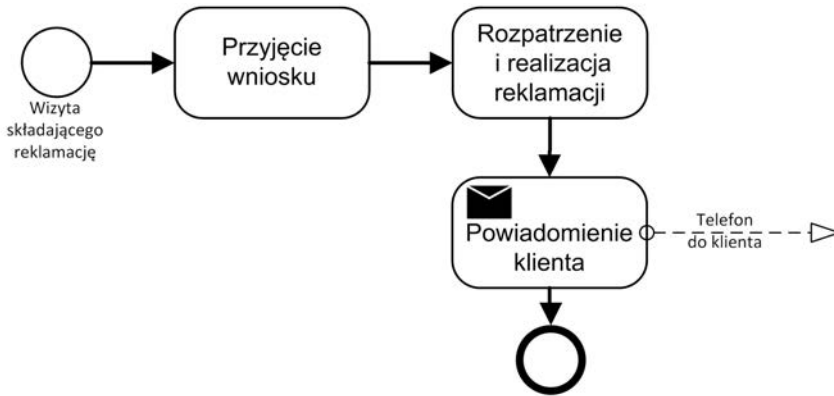 Przyjęcie
wniosku
Rozpatrzenie
i realizacja
reklamacji
Wizyta
składającego
reklamację
Powiadomienie
klienta
Telefon
do klienta